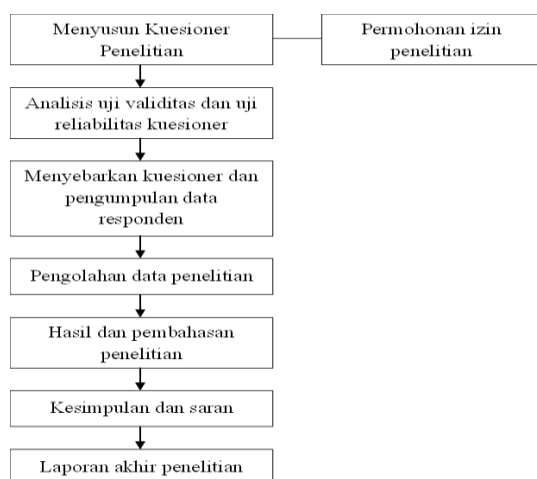 Menyusun Kuesioner
Penelitian
Permohonan izin
penelitian
Analisis uji validitas dan uji
reliabilitas kuesioner
Menyebarkan kuesioner dan
pengumpulan data
responden
Pengolahan data penelitian
Hasil dan pembahasan
penelitian
Kesimpulan dan saran
Laporan akhir penelitian